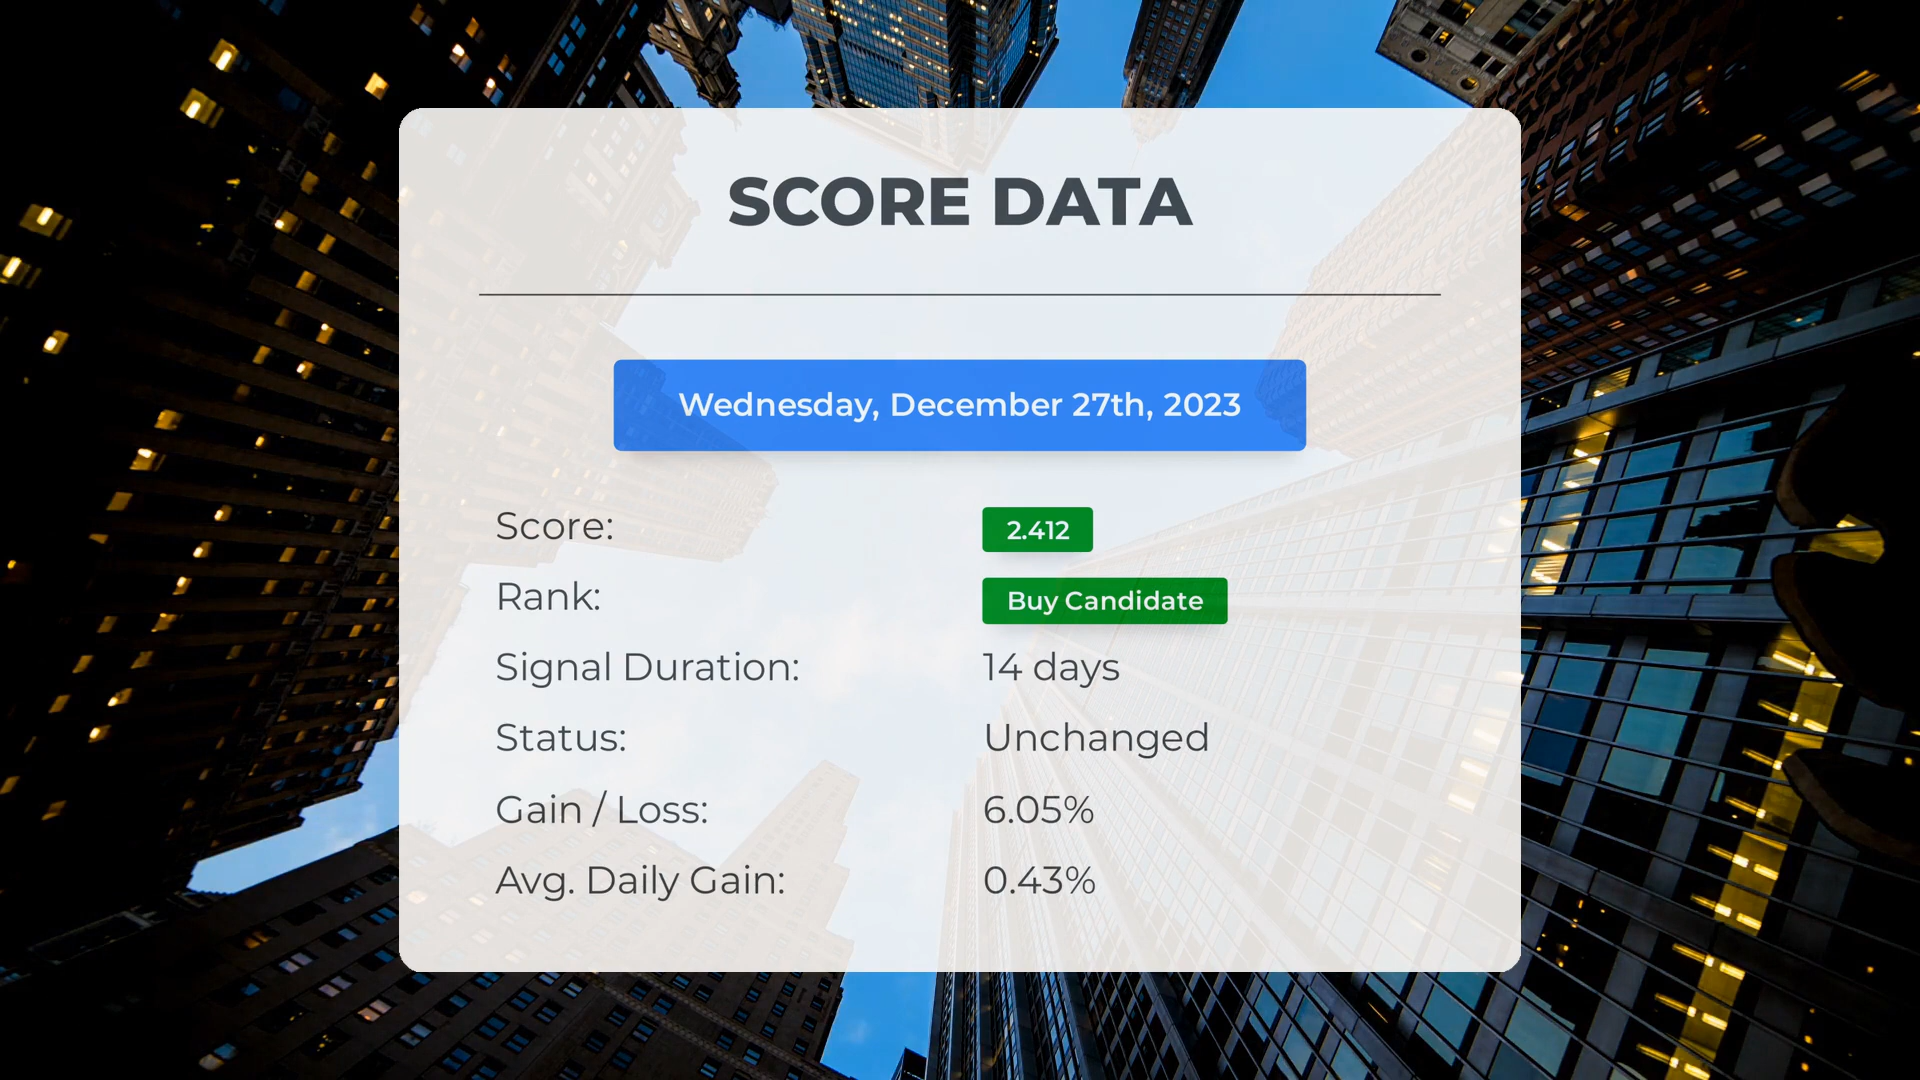 SCORE DATA
Wednesday, December 27th, 2023
Score: 2.412
Rank: Buy Candidate
Signal Duration: 14 days
Status: Unchanged
Gain / Loss: 6.05%
Avg. Daily Gain: 0.43%